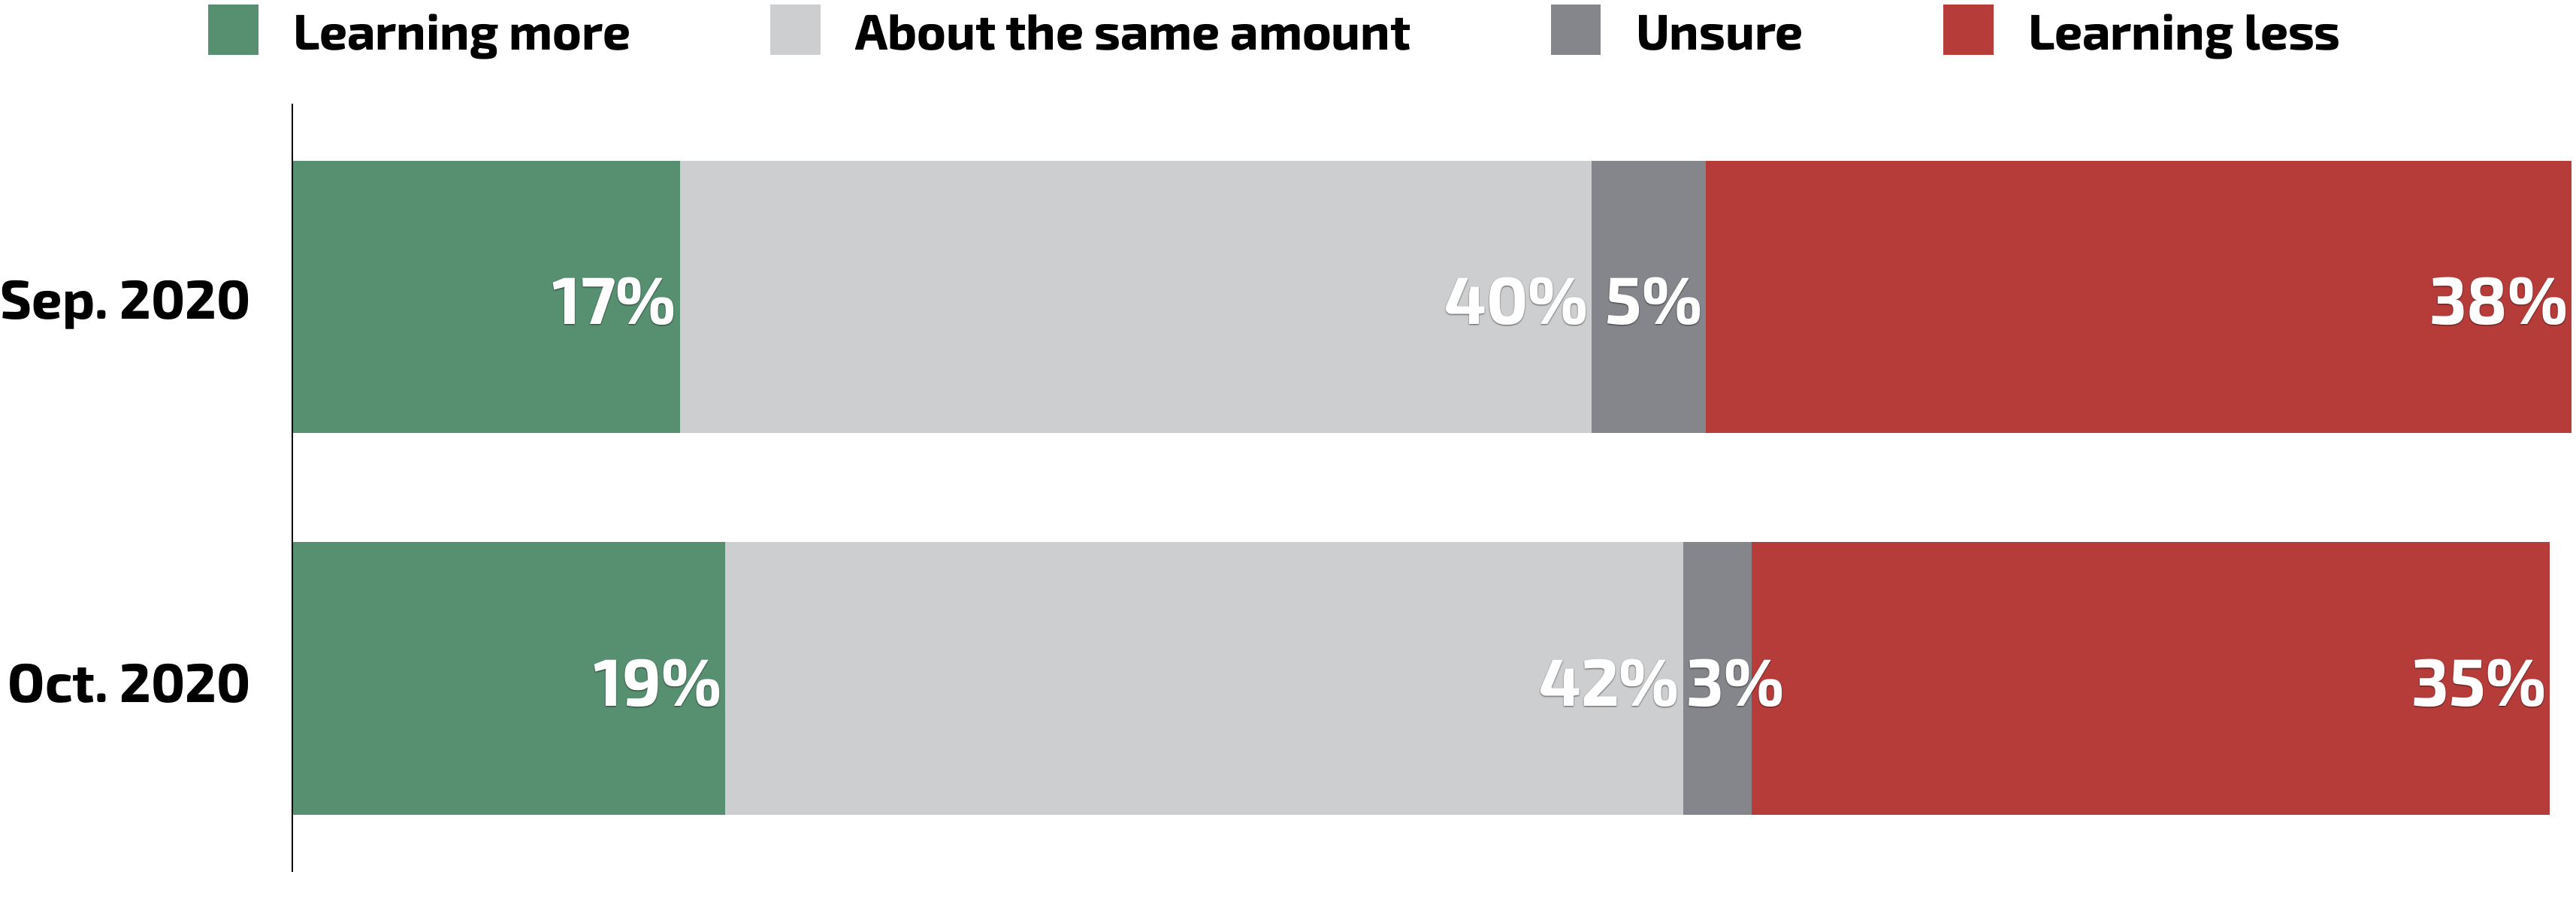 Learning more About the same amount Unsure Learning less
Sep. 2020 17% 40% 5% 38%
Oct. 2020 19% 42% 3% 35%